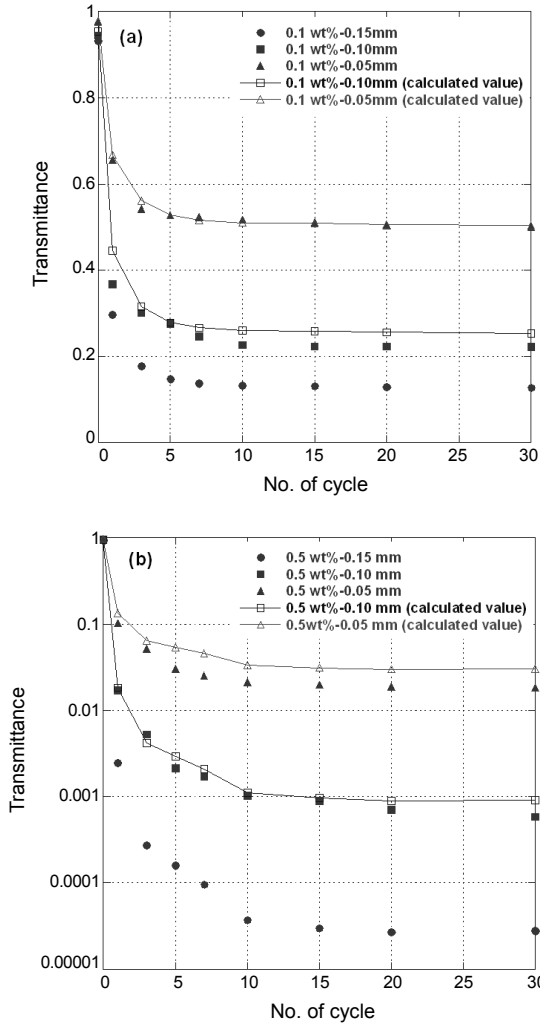 (a)
0.1 wt%-0.15mm
0.1 wt%-0.10mm
0.1 wt%-0.05mm
0.1 wt%-0.10mm (calculated value)
0.1 wt%-0.05mm (calculated value)
1
0.8
0.6
0.4
0.2
0
Transmittance
0 5 10 15 20 25 30
No. of cycle
(b)
0.5 wt%-0.15 mm
0.5 wt%-0.10 mm
0.5 wt%-0.05 mm
0.5 wt%-0.10 mm (calculated value)
0.5wt%-0.05 mm (calculated value)
1
0.1
0.01
0.001
0.0001
0.00001
Transmittance
0 5 10 15 20 25 30
No. of cycle